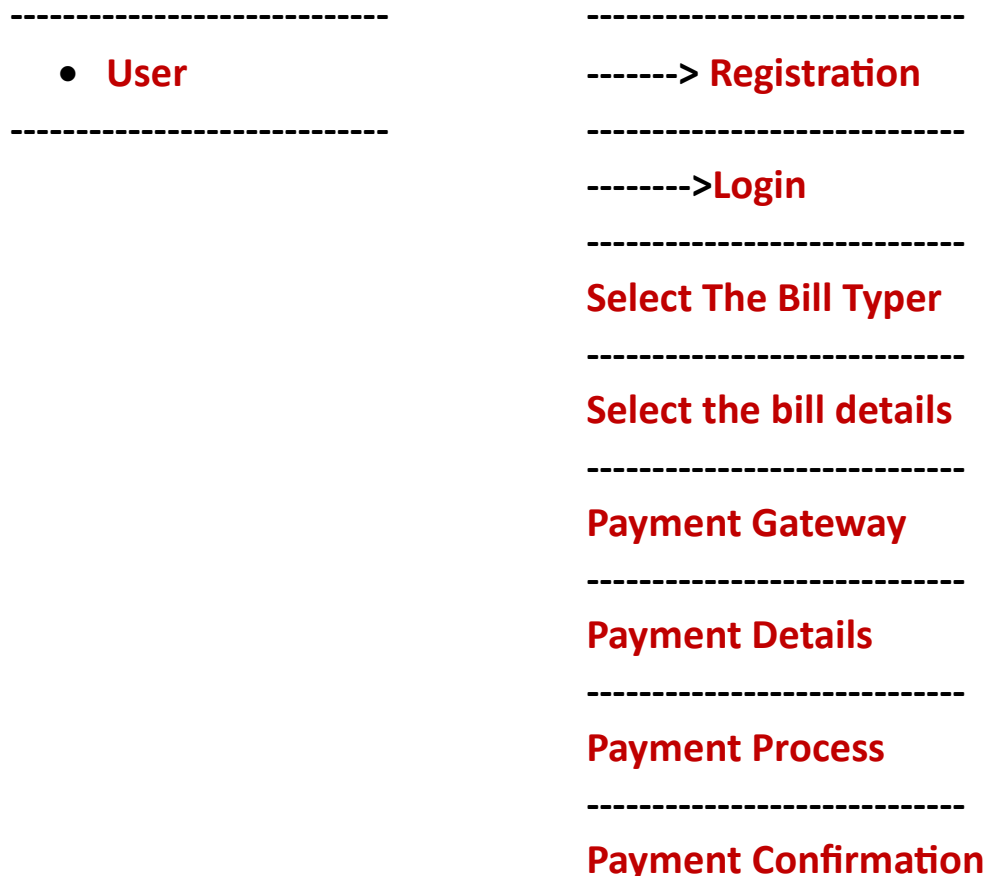 ----------------------------- -----------------------------
• User -------> Registration
----------------------------- -----------------------------
-------->Login
-----------------------------
Select The Bill Typer
-----------------------------
Select the bill details
-----------------------------
Payment Gateway
-----------------------------
Payment Details
-----------------------------
Payment Process
-----------------------------
Payment Confirmation